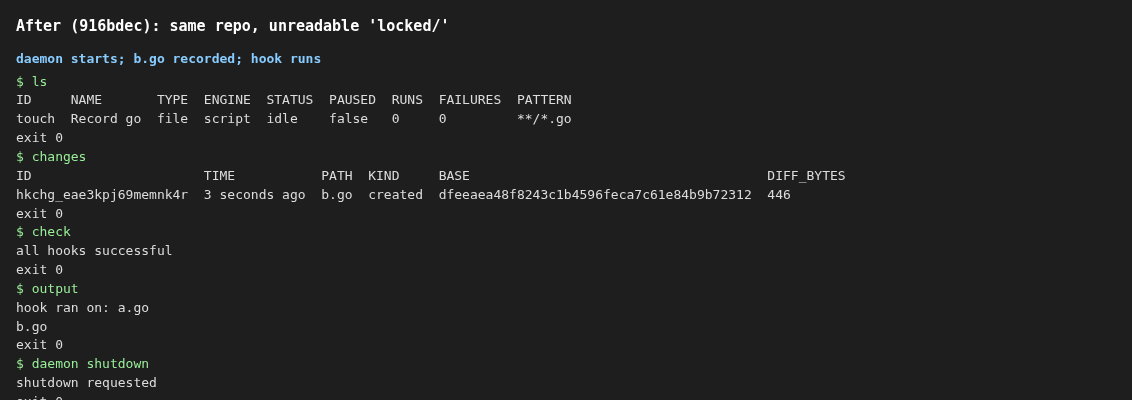 After (916bdec): same repo, unreadable 'locked/'
daemon starts; b.go recorded; hook runs
$ ls
ID     NAME       TYPE  ENGINE  STATUS  PAUSED  RUNS  FAILURES  PATTERN
touch  Record go  file  script  idle    false   0     0         **/*.go
exit 0
$ changes
ID                      TIME           PATH  KIND     BASE                                      DIFF_BYTES
hkchg_eae3kpj69memnk4r  3 seconds ago  b.go  created  dfeeaea48f8243c1b4596feca7c61e84b9b72312  446
exit 0
$ check
all hooks successful
exit 0
$ output
hook ran on: a.go
b.go
exit 0
$ daemon shutdown
shutdown requested